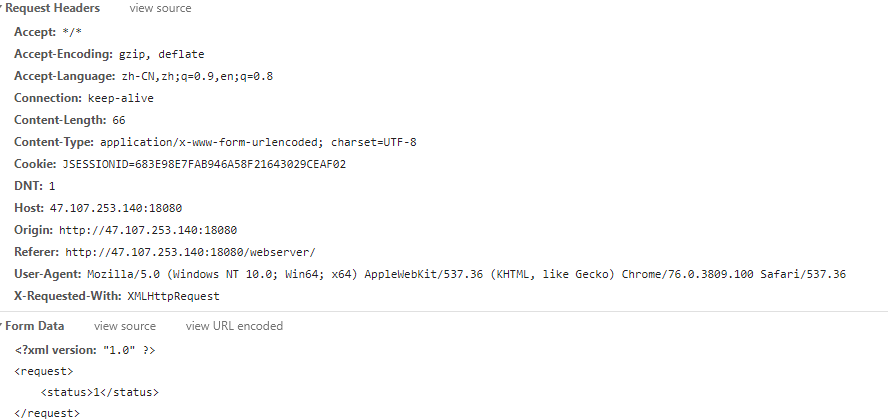 Request Headers view source
Accept: */*
Accept-Encoding: gzip, deflate
Accept-Language: zh-CN,zh;q=0.9,en;q=0.8
Connection: keep-alive
Content-Length: 66
Content-Type: application/x-www-form-urlencoded; charset=UTF-8
Cookie: JSESSIONID=683E98E7FAB946A58F21643029CEAF02
DNT: 1
Host: 47.107.253.140:18080
Origin: http://47.107.253.140:18080
Referer: http://47.107.253.140:18080/webserver/
User-Agent: Mozilla/5.0 (Windows NT 10.0; Win64; x64) AppleWebKit/537.36 (KHTML, like Gecko) Chrome/76.0.3809.100 Safari/537.36
X-Requested-With: XMLHttpRequest
Form Data view source view URL encoded
<?xml version: "1.0" ?>
<request>
    <status>1</status>
</request>